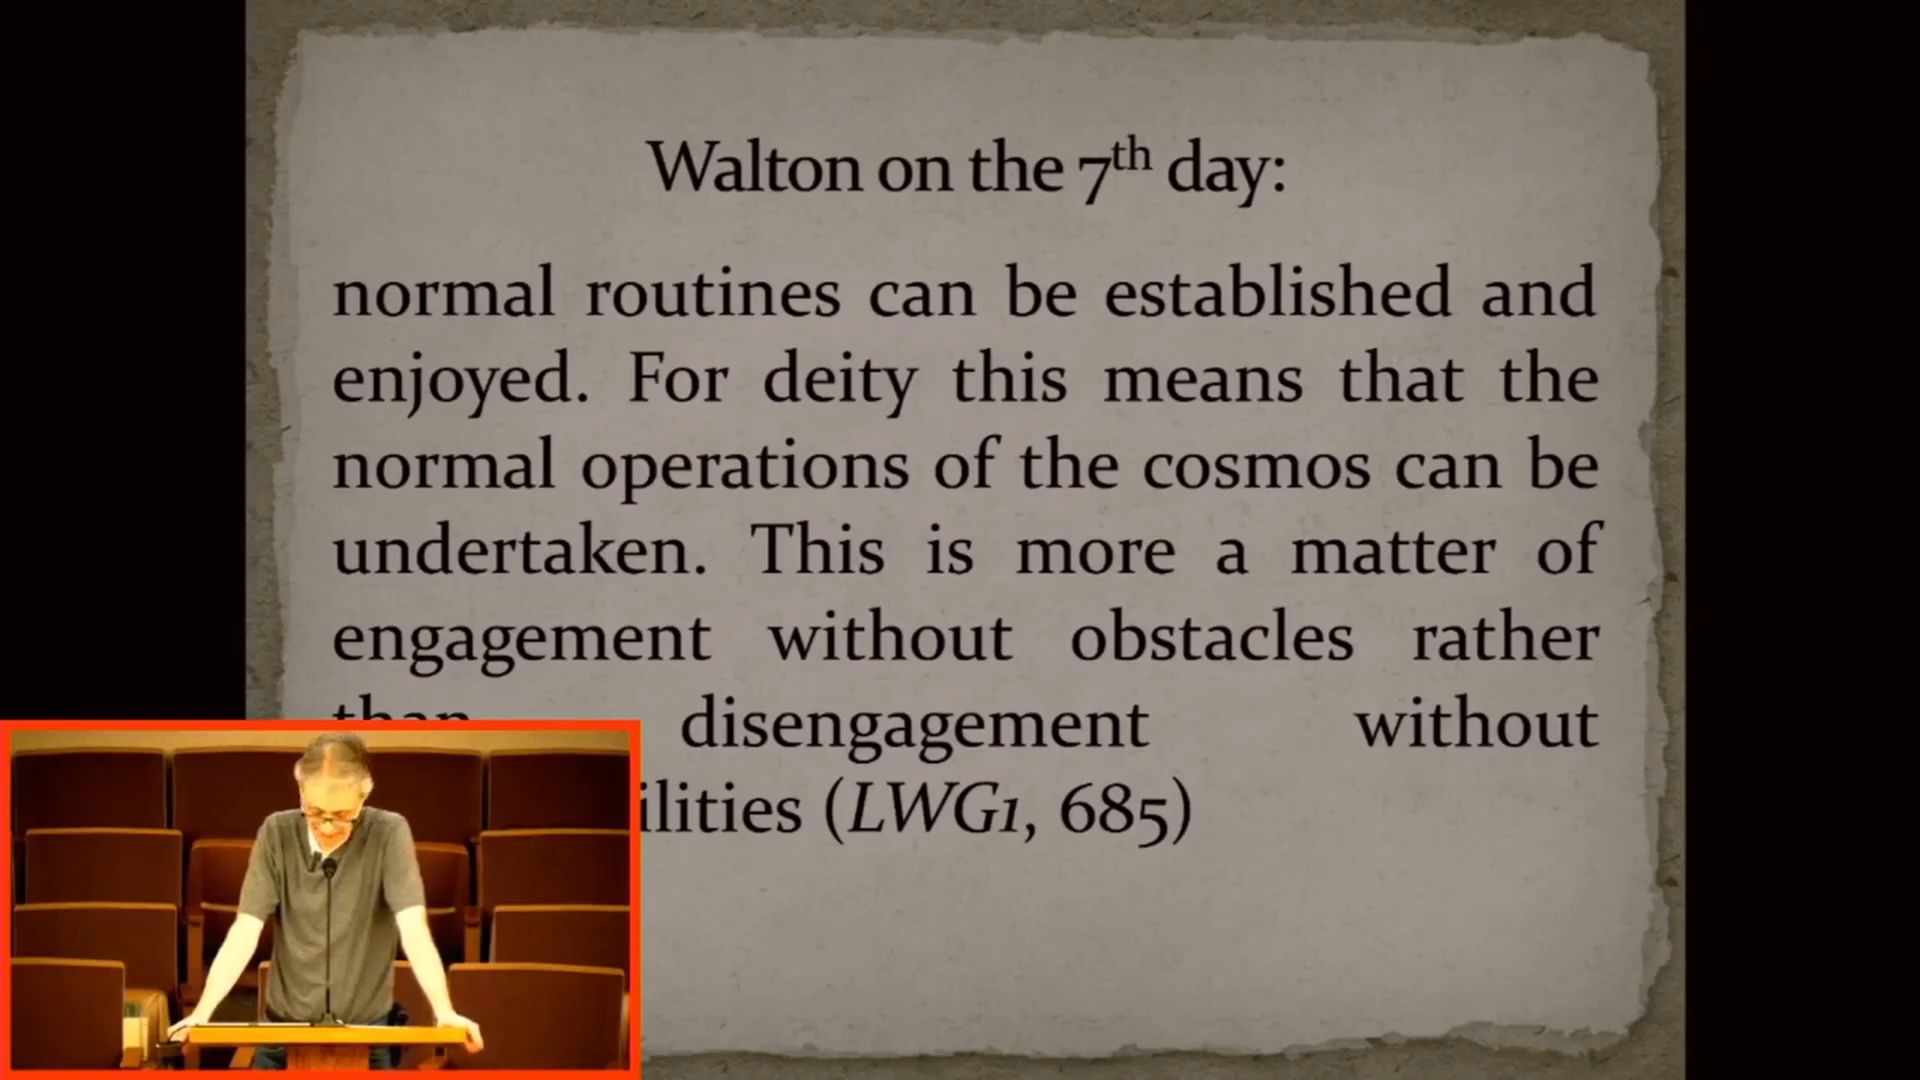 Walton on the 7th day:
normal routines can be established and
enjoyed. For deity this means that the
normal operations of the cosmos can be
undertaken. This is more a matter of
engagement without obstacles rather
than disengagement without
ilities (LWG1, 685)